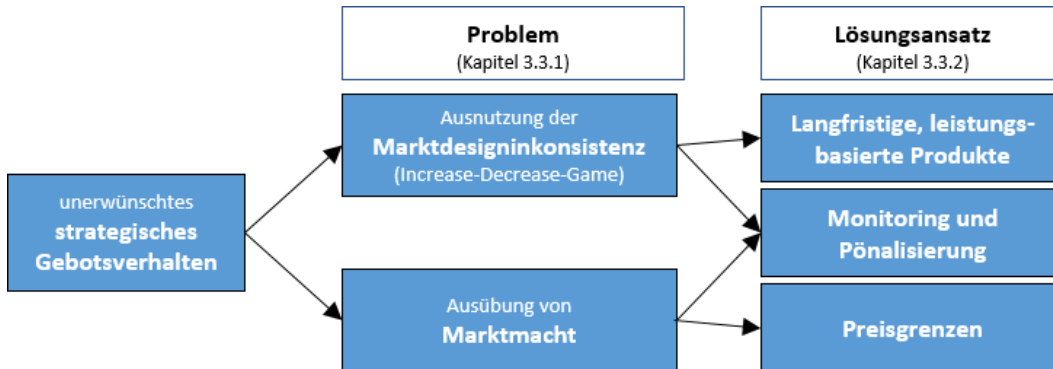 Problem
(Kapitel 3.3.1)
Lösungsansatz
(Kapitel 3.3.2)
unerwünschtes
strategisches
Gebotsverhalten
Ausnutzung der
Marktdesigninkonsistenz
(Increase-Decrease-Game)
Ausübung von
Marktmacht
Langfristige, leistungs-
basierte Produkte
Monitoring und
Pönalisierung
Preisgrenzen